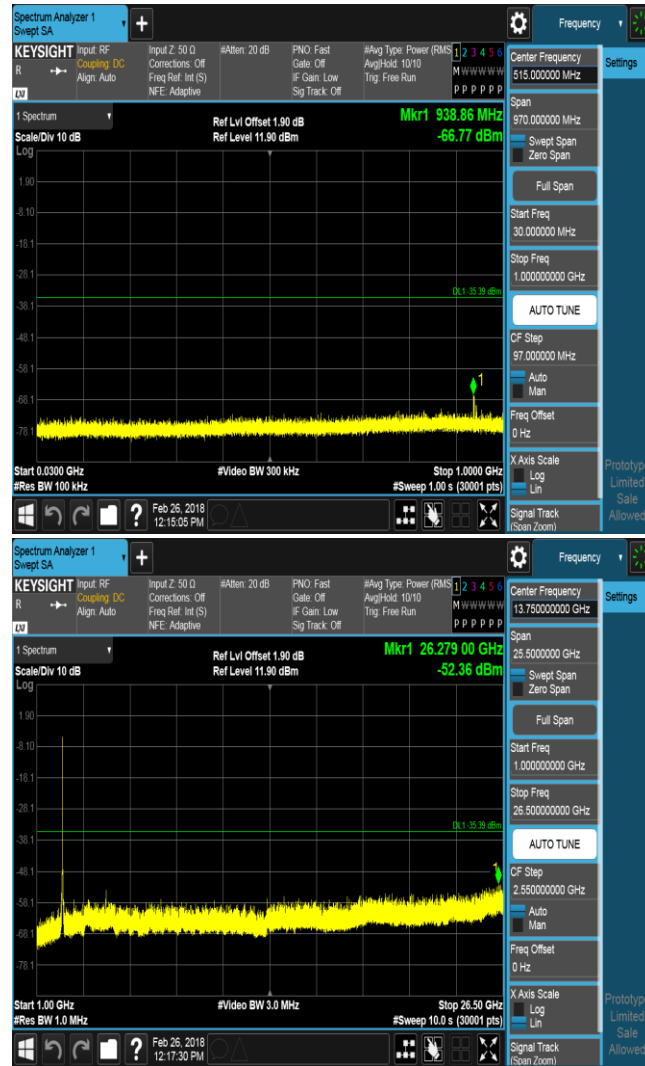 Spectrum Analyzer 1
Swept SA
Frequency
KEYSIGHT
R
LXI
Input: RF
Coupling: DC
Align: Auto
Input Z: 50 Ω
Corrections: Off
Freq Ref: Int (S)
NFE: Adaptive
#Atten: 20 dB
PNO: Fast
Gate: Off
IF Gain: Low
Sig Track: Off
#Avg Type: Power (RMS
Avg|Hold: 10/10
Trig: Free Run
1 2 3 4 5 6
M W W W W W
P P P P P P
1 Spectrum
Scale/Div 10 dB
Log
Ref Lvl Offset 1.90 dB
Ref Level 11.90 dBm
Mkr1 938.86 MHz
-66.77 dBm
1.90
-8.10
-18.1
-28.1
-38.1
-48.1
-58.1
-68.1
-78.1
DL1 -35.39 dBm
1
Start 0.0300 GHz
#Res BW 100 kHz
#Video BW 300 kHz
Stop 1.0000 GHz
#Sweep 1.00 s (30001 pts)
?
Feb 26, 2018
12:15:05 PM
Center Frequency
515.000000 MHz
Span
970.000000 MHz
Swept Span
Zero Span
Full Span
Start Freq
30.000000 MHz
Stop Freq
1.000000000 GHz
AUTO TUNE
CF Step
97.000000 MHz
Auto
Man
Freq Offset
0 Hz
X Axis Scale
Log
Lin
Signal Track
(Span Zoom)
Settings
Prototype
Limited
Sale
Allowed
Spectrum Analyzer 1
Swept SA
Frequency
KEYSIGHT
R
LXI
Input: RF
Coupling: DC
Align: Auto
Input Z: 50 Ω
Corrections: Off
Freq Ref: Int (S)
NFE: Adaptive
#Atten: 20 dB
PNO: Fast
Gate: Off
IF Gain: Low
Sig Track: Off
#Avg Type: Power (RMS
Avg|Hold: 10/10
Trig: Free Run
1 2 3 4 5 6
M W W W W W
P P P P P P
1 Spectrum
Scale/Div 10 dB
Log
Ref Lvl Offset 1.90 dB
Ref Level 11.90 dBm
Mkr1 26.279 00 GHz
-52.36 dBm
1.90
-8.10
-18.1
-28.1
-38.1
-48.1
-58.1
-68.1
-78.1
DL1 -35.39 dBm
1
Start 1.00 GHz
#Res BW 1.0 MHz
#Video BW 3.0 MHz
Stop 26.50 GHz
#Sweep 10.0 s (30001 pts)
?
Feb 26, 2018
12:17:30 PM
Center Frequency
13.750000000 GHz
Span
25.5000000 GHz
Swept Span
Zero Span
Full Span
Start Freq
1.000000000 GHz
Stop Freq
26.500000000 GHz
AUTO TUNE
CF Step
2.550000000 GHz
Auto
Man
Freq Offset
0 Hz
X Axis Scale
Log
Lin
Signal Track
(Span Zoom)
Settings
Prototype
Limited
Sale
Allowed